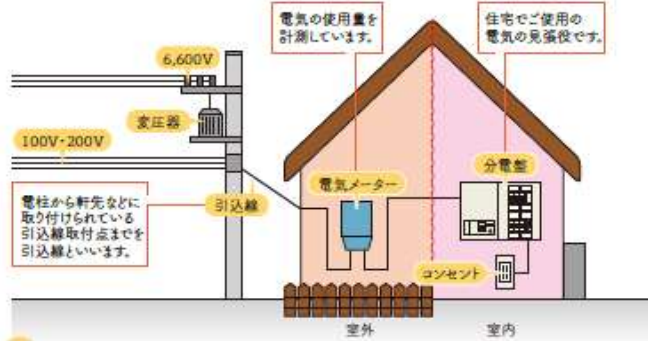 電気の使用量を
計測しています。
住宅でご使用の
電気の見張役です。
6,600V
変圧器
100V・200V
分電盤
電気メーター
引込線
電柱から軒先などに
取り付けられている
引込線取付点までを
引込線といいます。
コンセント
室外
室内